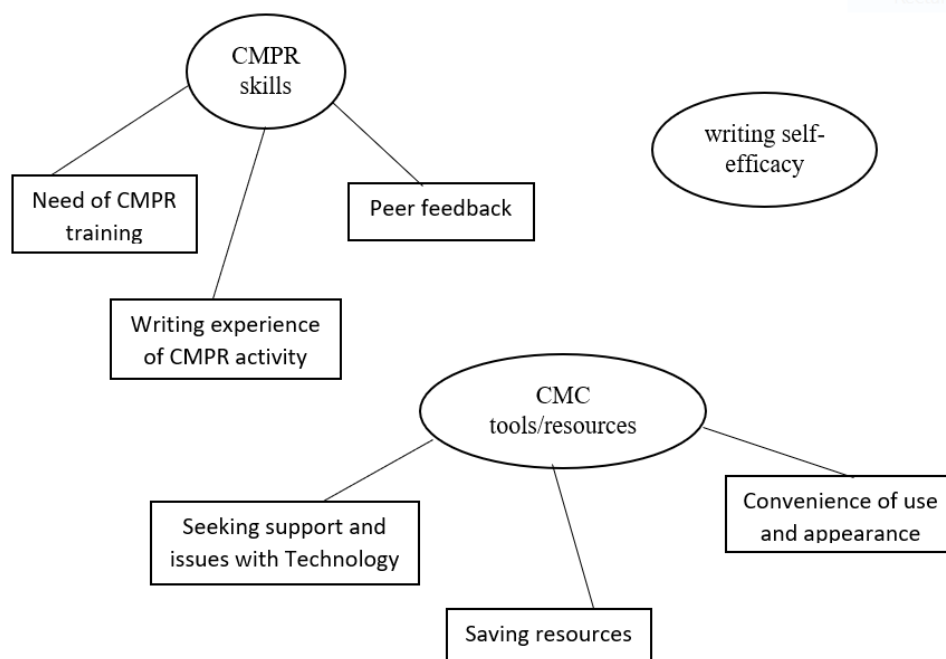 CMPR
skills
writing self-
efficacy
Need of CMPR
training
Peer feedback
Writing experience
of CMPR activity
CMC
tools/resources
Seeking support and
issues with Technology
Convenience of use
and appearance
Saving resources